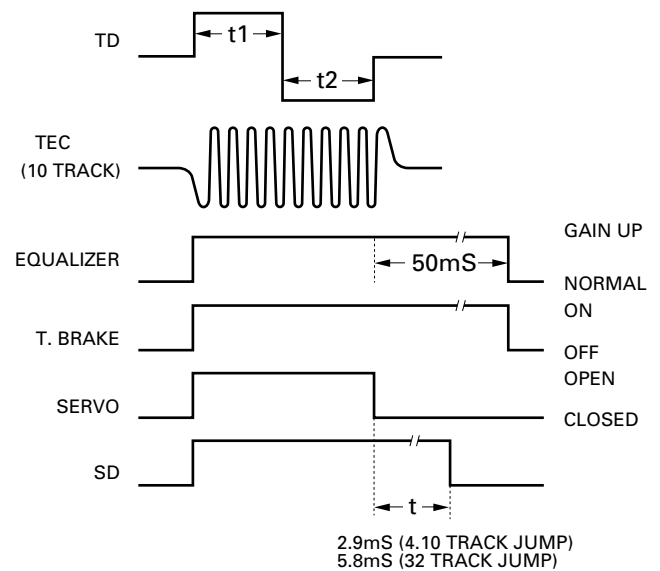 TD
t1
t2
TEC
(10 TRACK)
EQUALIZER
50mS
GAIN UP
NORMAL
T. BRAKE
ON
OFF
SERVO
OPEN
CLOSED
SD
t
2.9mS (4.10 TRACK JUMP)
5.8mS (32 TRACK JUMP)